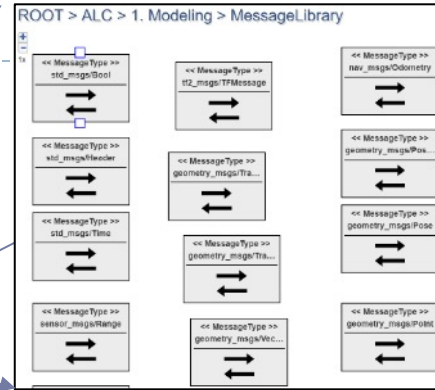 ROOT > ALC > 1. Modeling > MessageLibrary
<< MessageType >>
std_msgs/Bool
<< MessageType >>
tf2_msgs/TFMessage
<< MessageType >>
nav_msgs/Odometry
<< MessageType >>
std_msgs/Header
<< MessageType >>
geometry_msgs/Tra...
<< MessageType >>
geometry_msgs/Pos...
<< MessageType >>
std_msgs/Time
<< MessageType >>
geometry_msgs/Tra...
<< MessageType >>
geometry_msgs/Pose
<< MessageType >>
sensor_msgs/Range
<< MessageType >>
geometry_msgs/Vec...
<< MessageType >>
geometry_msgs/Point